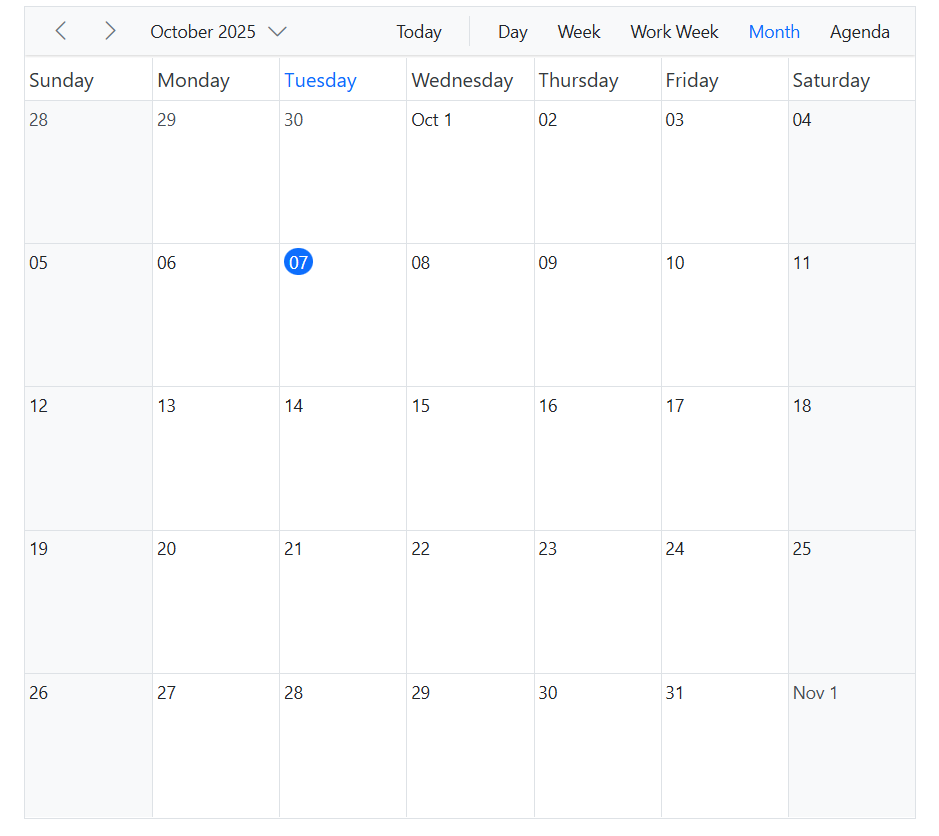 October 2025 Today Day Week Work Week Month Agenda
Sunday Monday Tuesday Wednesday Thursday Friday Saturday
28 29 30 Oct 1 02 03 04
05 06 07 08 09 10 11
12 13 14 15 16 17 18
19 20 21 22 23 24 25
26 27 28 29 30 31 Nov 1